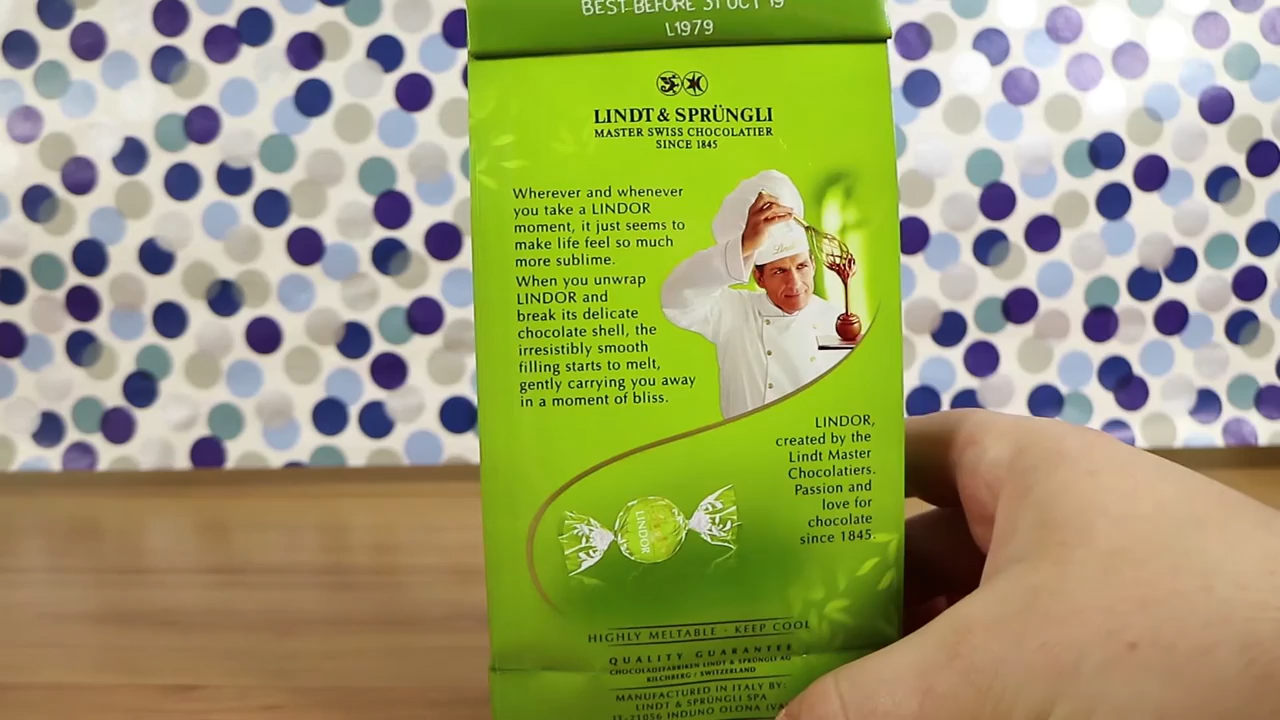 BEST BEFORE 31 OCT 19
L1979
LINDT & SPRÜNGLI
MASTER SWISS CHOCOLATIER
SINCE 1845
Wherever and whenever
you take a LINDOR
moment, it just seems to
make life feel so much
more sublime.
When you unwrap
LINDOR and
break its delicate
chocolate shell, the
irresistibly smooth
filling starts to melt,
gently carrying you away
in a moment of bliss.
Lindt
LINDOR,
created by the
Lindt Master
Chocolatiers.
Passion and
love for
chocolate
since 1845.
LINDOR
HIGHLY MELTABLE · KEEP COOL
QUALITY GUARANTEE
CHOCOLADEFABRIKEN LINDT & SPRÜNGLI AG
KILCHBERG / SWITZERLAND
MANUFACTURED IN ITALY BY:
LINDT & SPRÜNGLI SPA
IT-21056 INDUNO OLONA (VA